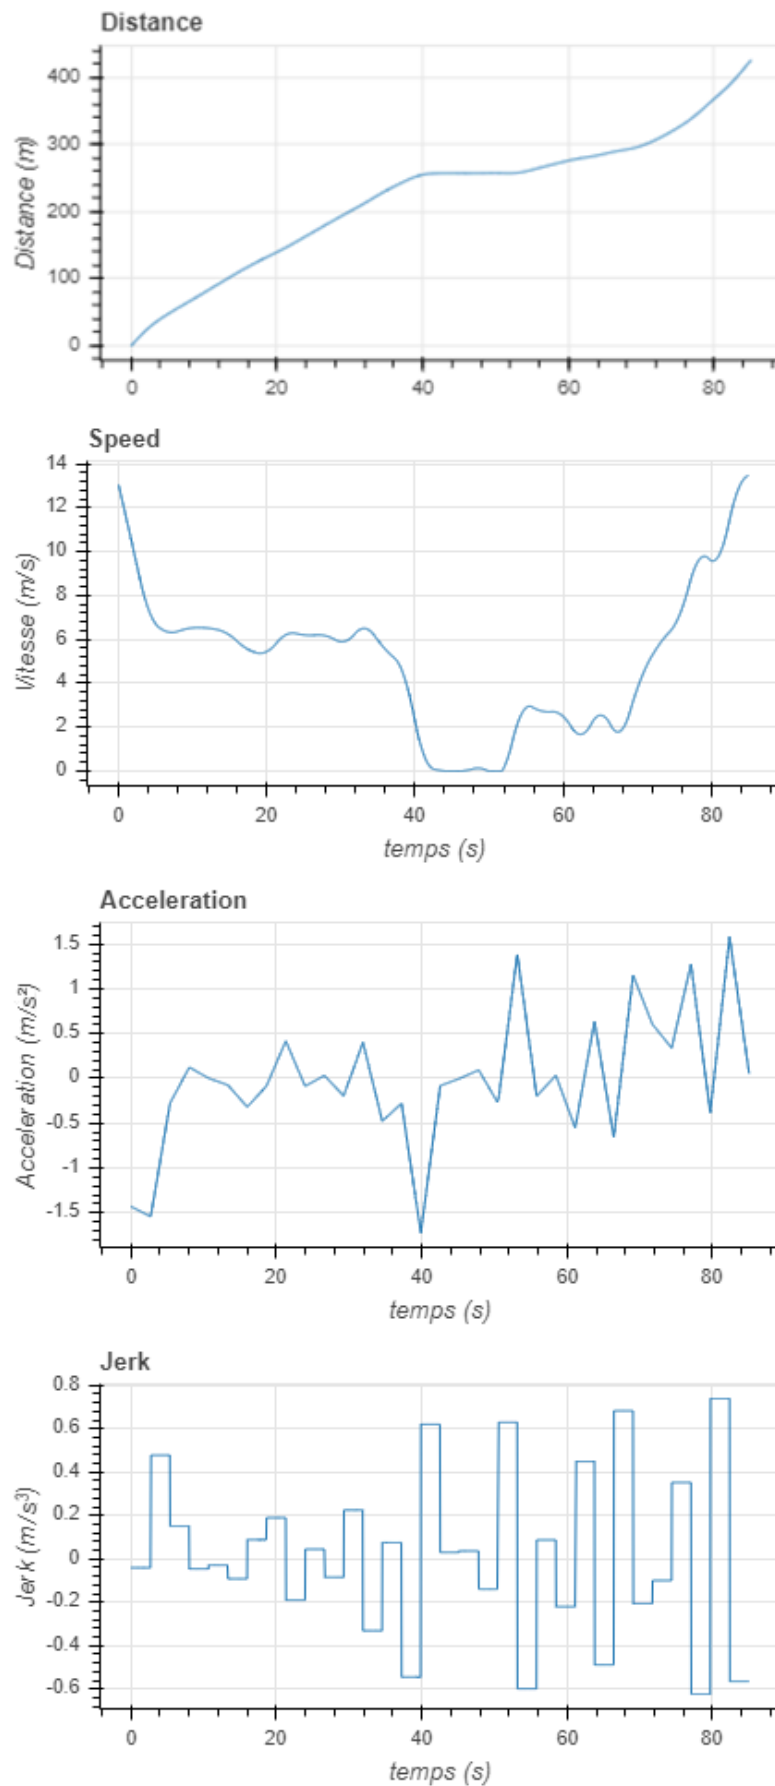 Distance
400
300
200
100
0
Distance (m)
0 20 40 60 80
Speed
14
12
10
8
6
4
2
0
Vitesse (m/s)
0 20 40 60 80
temps (s)
Acceleration
1.5
1
0.5
0
-0.5
-1
-1.5
Acceleration (m/s²)
0 20 40 60 80
temps (s)
Jerk
0.8
0.6
0.4
0.2
0
-0.2
-0.4
-0.6
Jerk (m/s³)
0 20 40 60 80
temps (s)